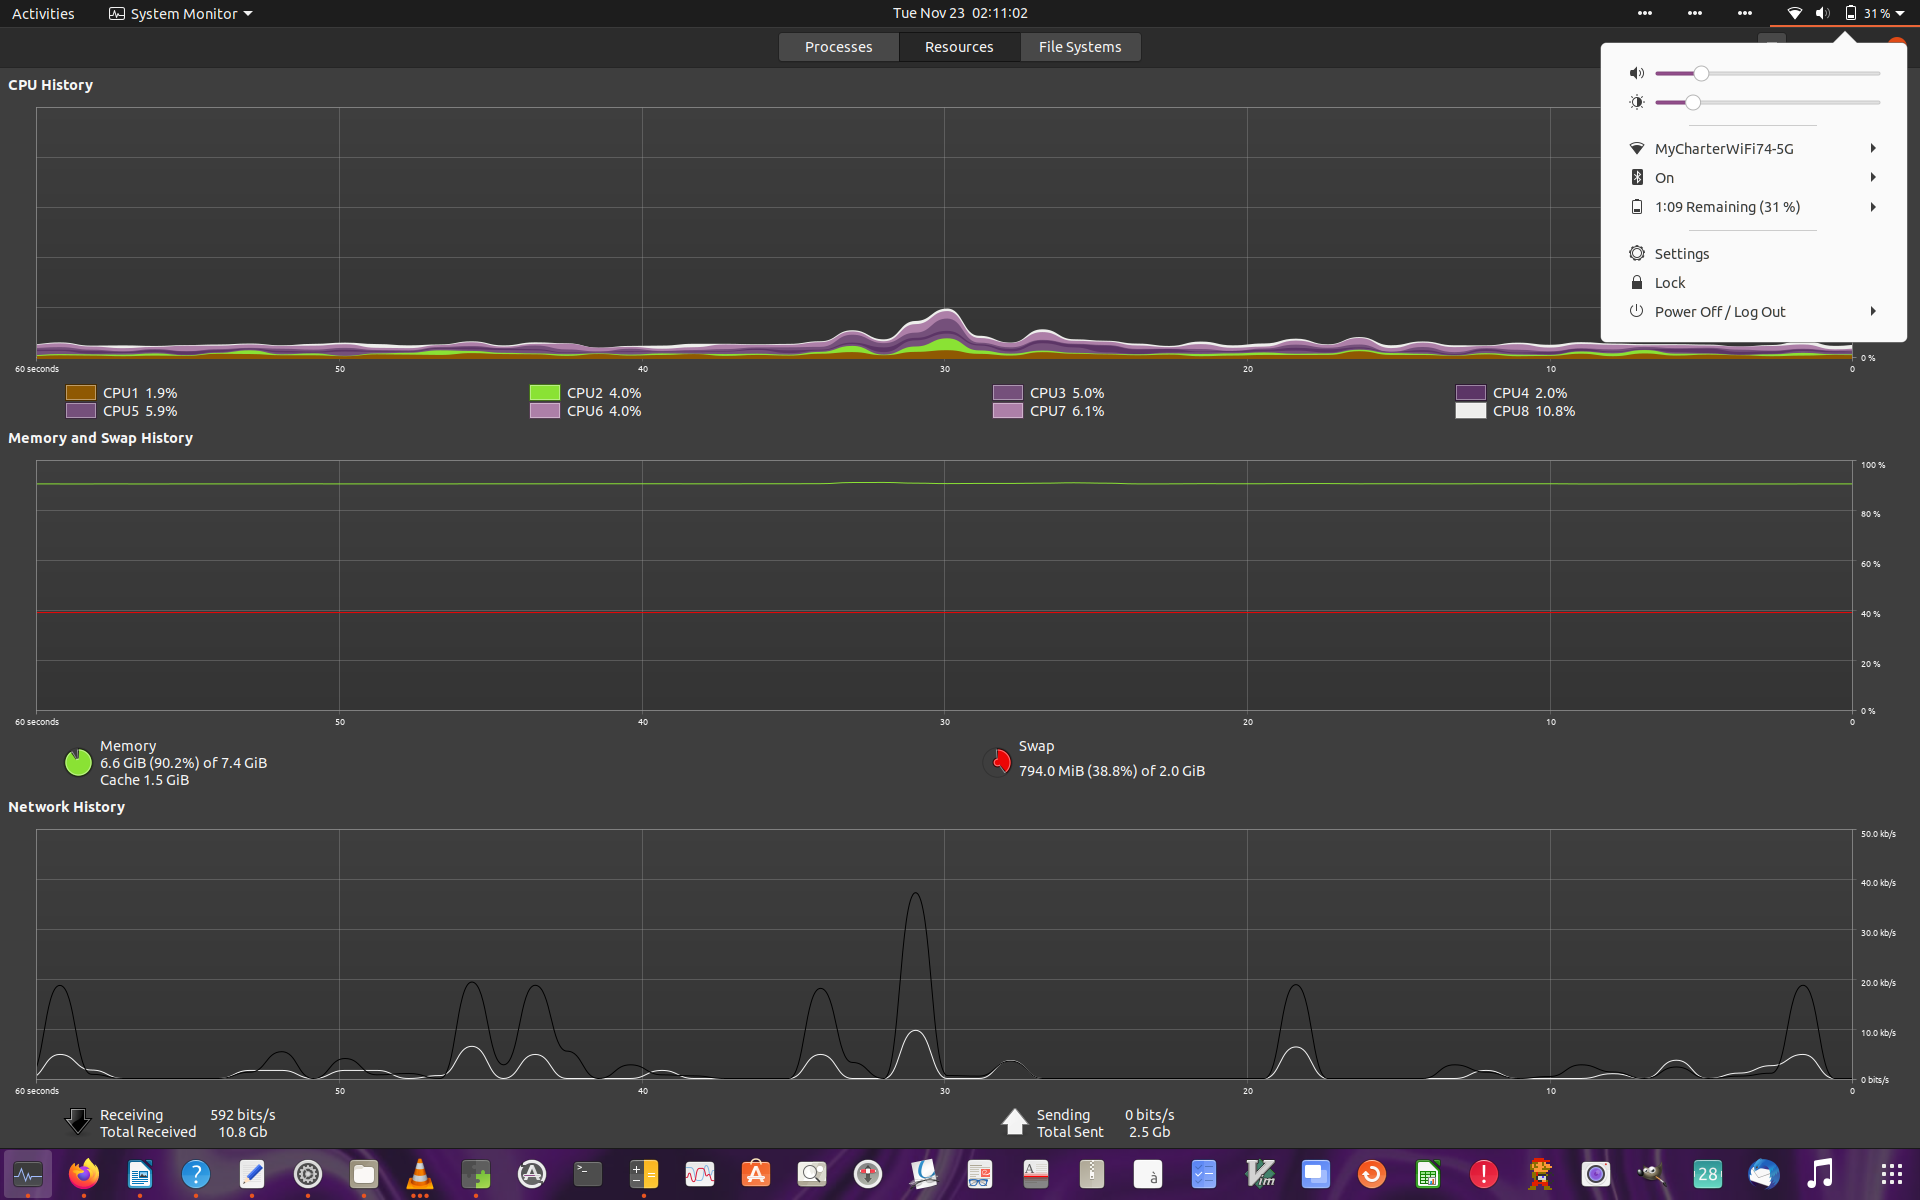 Activities
System Monitor
Tue Nov 23 02:11:02
31 %
Processes
Resources
File Systems
MyCharterWiFi74-5G
On
1:09 Remaining (31 %)
Settings
Lock
Power Off / Log Out
CPU History
60 seconds 50 40 30 20 10 0
0 %
CPU1 1.9% CPU2 4.0% CPU3 5.0% CPU4 2.0%
CPU5 5.9% CPU6 4.0% CPU7 6.1% CPU8 10.8%
Memory and Swap History
100 %
80 %
60 %
40 %
20 %
0 %
60 seconds 50 40 30 20 10 0
Memory
6.6 GiB (90.2%) of 7.4 GiB
Cache 1.5 GiB
Swap
794.0 MiB (38.8%) of 2.0 GiB
Network History
50.0 kb/s
40.0 kb/s
30.0 kb/s
20.0 kb/s
10.0 kb/s
0 bits/s
60 seconds 50 40 30 20 10 0
Receiving 592 bits/s
Total Received 10.8 Gb
Sending 0 bits/s
Total Sent 2.5 Gb
?
>_
A
à
Vim
!
28